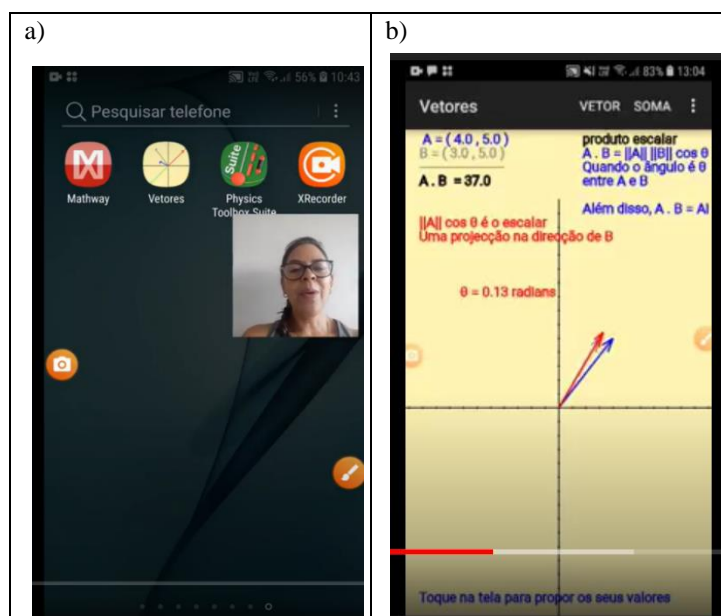 a)
56% 10:43
Pesquisar telefone
Mathway
Vetores
Physics
Toolbox Suite
XRecorder
Suite
b)
83% 13:04
Vetores VETOR SOMA
A = ( 4.0 , 5.0 )
B = ( 3.0 , 5.0 )
A . B = 37.0
produto escalar
A . B = ||A|| ||B|| cos θ
Quando o ângulo é θ
entre A e B
Além disso, A . B = A
||A|| cos θ é o escalar
Uma projecção na direcção de B
θ = 0.13 radians
Toque na tela para propor os seus valores